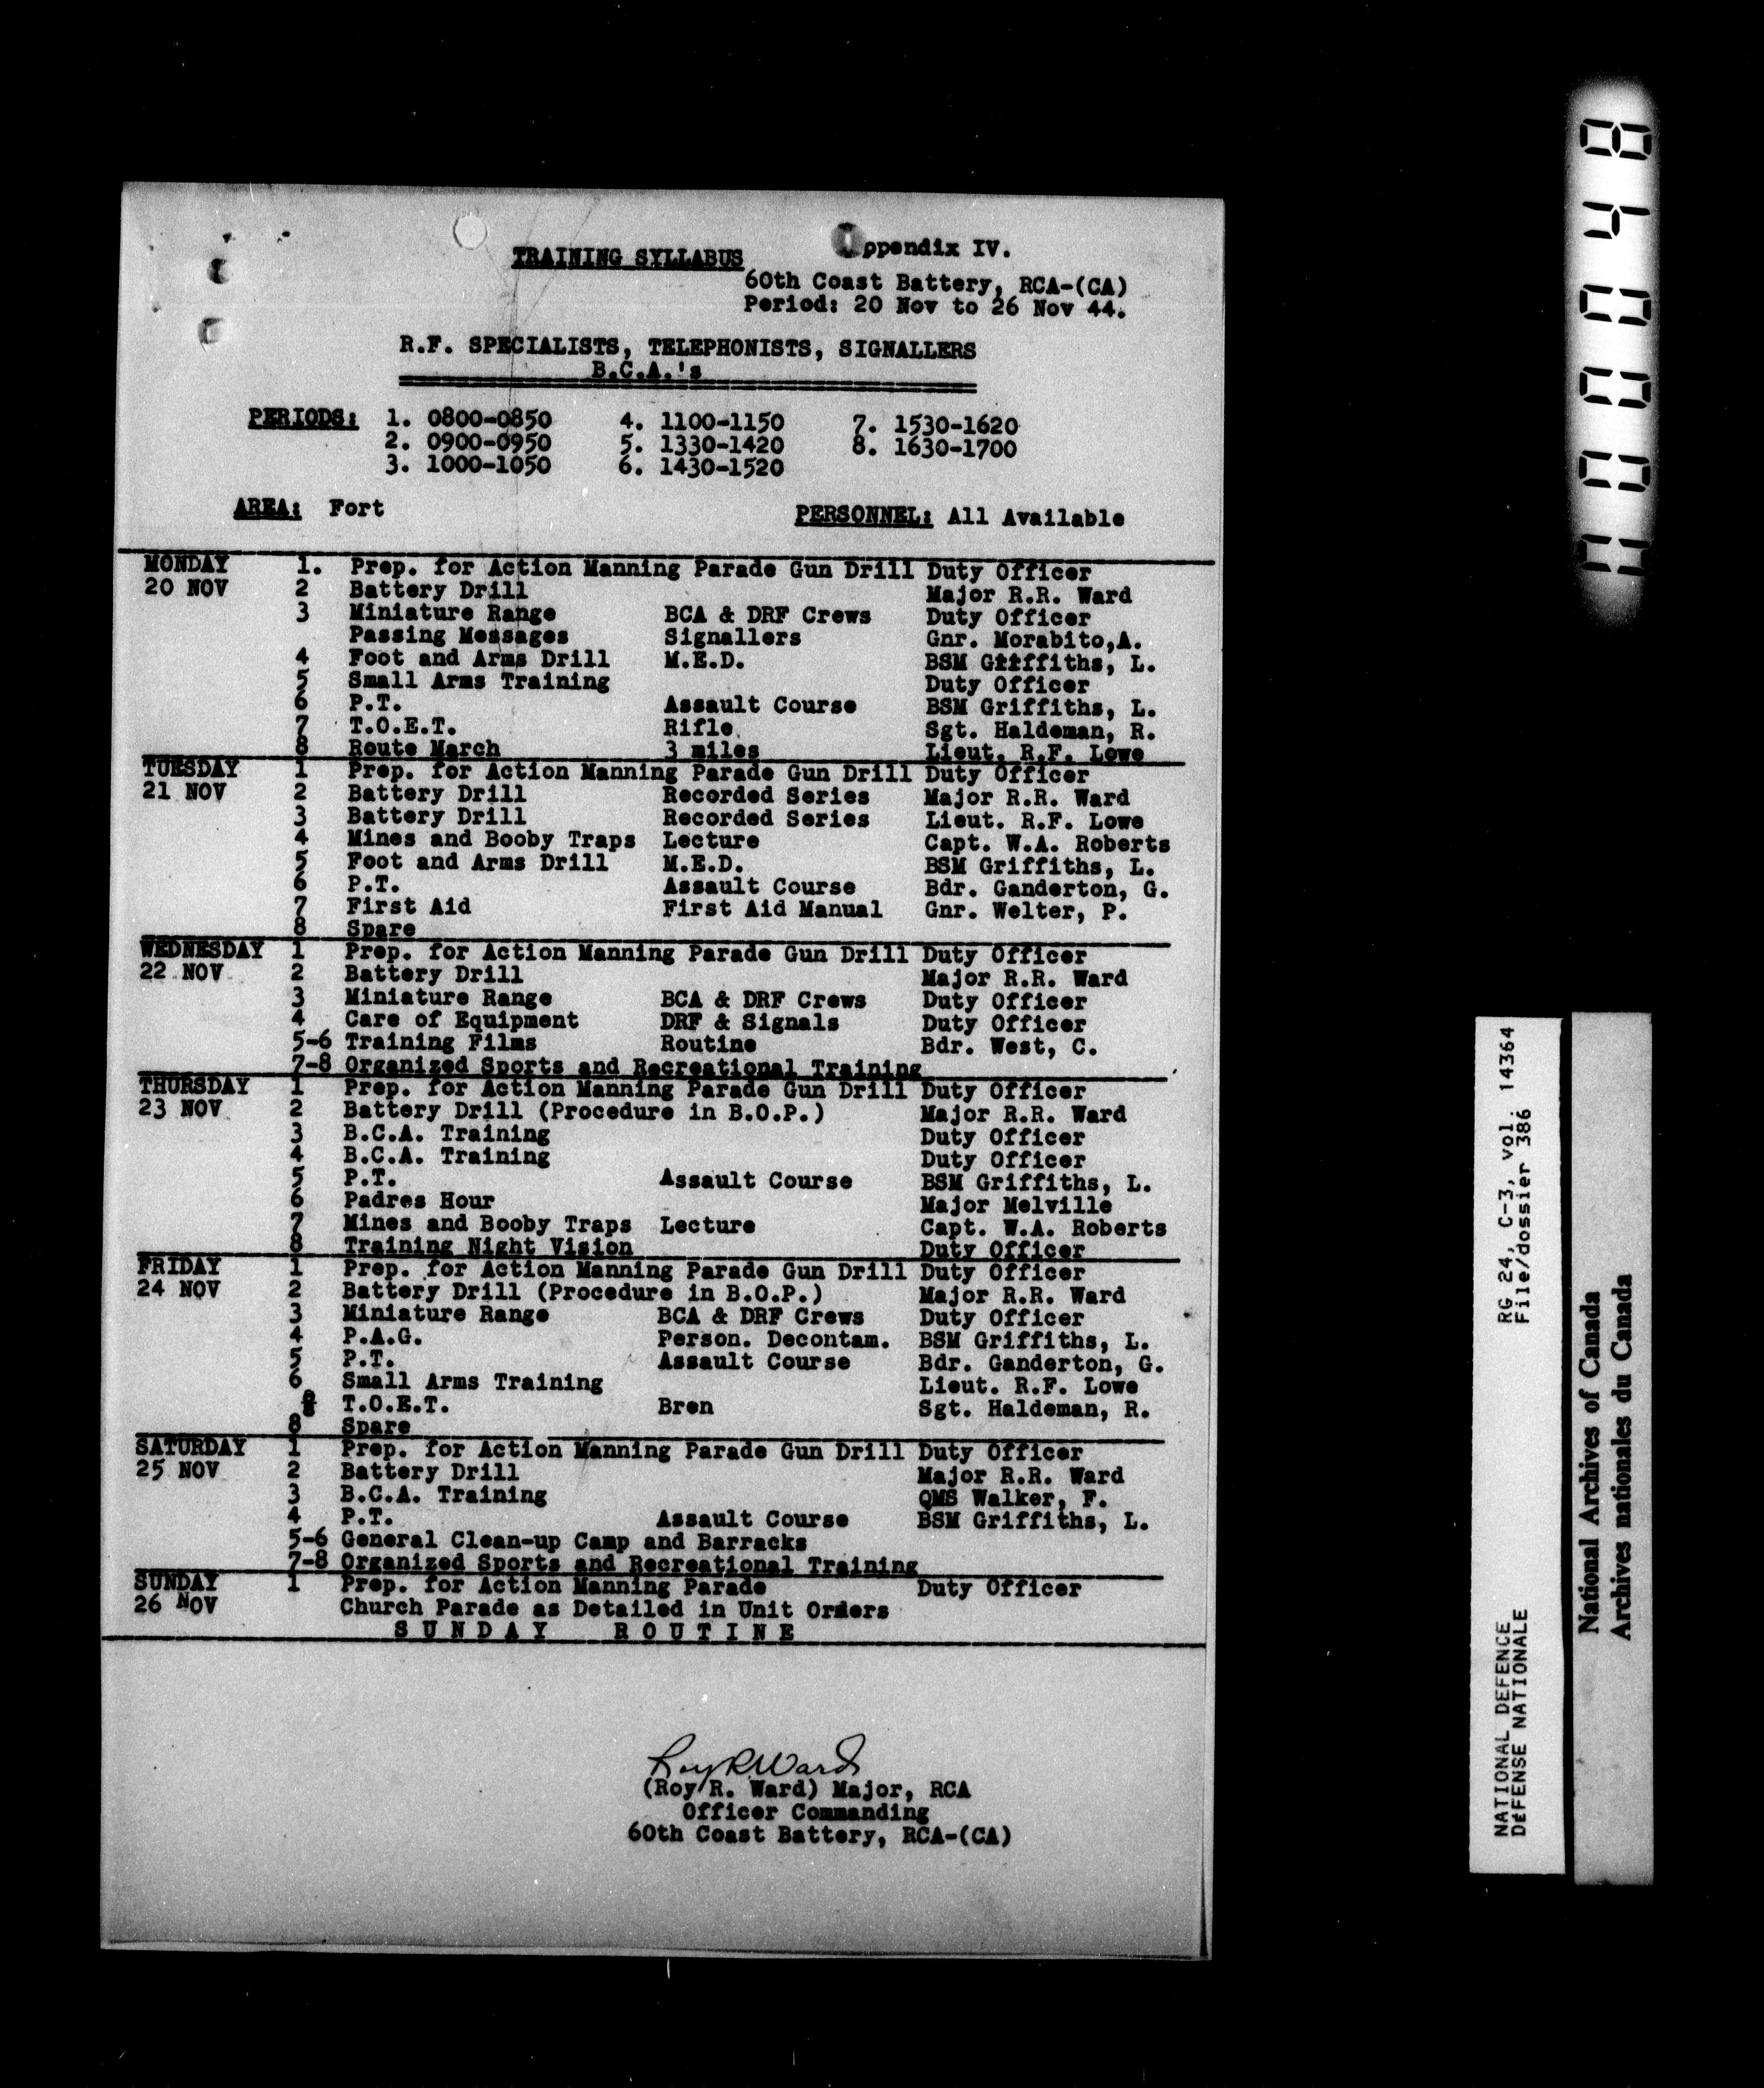 TRAINING SYLLABUS
ppendix IV.
60th Coast Battery, RCA-(CA)
Period: 20 Nov to 26 Nov 44.
R.F. SPECIALISTS, TELEPHONISTS, SIGNALLERS
B.C.A.'s
PERIODS: 1. 0800-0850 4. 1100-1150 7. 1530-1620
2. 0900-0950 5. 1330-1420 8. 1630-1700
3. 1000-1050 6. 1430-1520
AREA: Fort PERSONNEL: All Available
MONDAY 1. Prep. for Action Manning Parade Gun Drill Duty Officer
20 NOV 2 Battery Drill Major R.R. Ward
3 Miniature Range BCA & DRF Crews Duty Officer
Passing Messages Signallers Gnr. Morabito,A.
4 Foot and Arms Drill M.E.D. BSM Griffiths, L.
5 Small Arms Training Duty Officer
6 P.T. Assault Course BSM Griffiths, L.
7 T.O.E.T. Rifle Sgt. Haldeman, R.
8 Route March 3 miles Lieut. R.F. Lowe
TUESDAY 1 Prep. for Action Manning Parade Gun Drill Duty Officer
21 NOV 2 Battery Drill Recorded Series Major R.R. Ward
3 Battery Drill Recorded Series Lieut. R.F. Lowe
4 Mines and Booby Traps Lecture Capt. W.A. Roberts
5 Foot and Arms Drill M.E.D. BSM Griffiths, L.
6 P.T. Assault Course Bdr. Ganderton, G.
7 First Aid First Aid Manual Gnr. Welter, P.
8 Spare
WEDNESDAY 1 Prep. for Action Manning Parade Gun Drill Duty Officer
22 NOV 2 Battery Drill Major R.R. Ward
3 Miniature Range BCA & DRF Crews Duty Officer
4 Care of Equipment DRF & Signals Duty Officer
5-6 Training Films Routine Bdr. West, C.
7-8 Organized Sports and Recreational Training
THURSDAY 1 Prep. for Action Manning Parade Gun Drill Duty Officer
23 NOV 2 Battery Drill (Procedure in B.O.P.) Major R.R. Ward
3 B.C.A. Training Duty Officer
4 B.C.A. Training Duty Officer
5 P.T. Assault Course BSM Griffiths, L.
6 Padres Hour Major Melville
7 Mines and Booby Traps Lecture Capt. W.A. Roberts
8 Training Night Vision Duty Officer
FRIDAY 1 Prep. for Action Manning Parade Gun Drill Duty Officer
24 NOV 2 Battery Drill (Procedure in B.O.P.) Major R.R. Ward
3 Miniature Range BCA & DRF Crews Duty Officer
4 P.A.G. Person. Decontam. BSM Griffiths, L.
5 P.T. Assault Course Bdr. Ganderton, G.
6 Small Arms Training Lieut. R.F. Lowe
T.O.E.T. Bren Sgt. Haldeman, R.
8 Spare
SATURDAY 1 Prep. for Action Manning Parade Gun Drill Duty Officer
25 NOV 2 Battery Drill Major R.R. Ward
3 B.C.A. Training QMS Walker, F.
4 P.T. Assault Course BSM Griffiths, L.
5-6 General Clean-up Camp and Barracks
7-8 Organized Sports and Recreational Training
SUNDAY 1 Prep. for Action Manning Parade Duty Officer
26 NOV Church Parade as Detailed in Unit Orders
SUNDAY ROUTINE
Roy R Ward
(Roy R. Ward) Major, RCA
Officer Commanding
60th Coast Battery, RCA-(CA)
NATIONAL DEFENCE RG 24, C-3, vol. 14364
DÉFENSE NATIONALE File/dossier 386
National Archives of Canada
Archives nationales du Canada